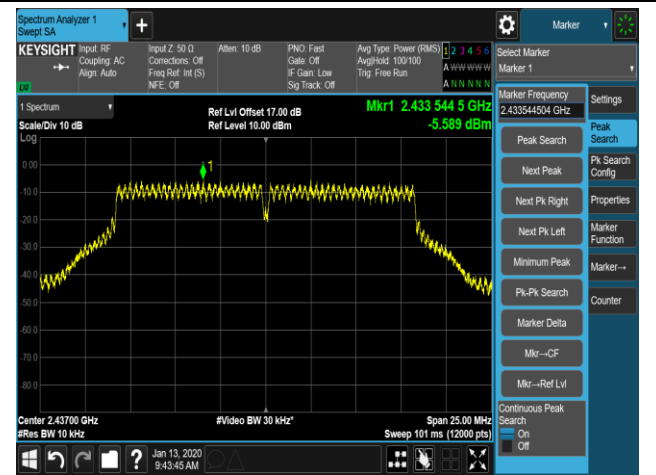 Spectrum Analyzer 1
Swept SA
Marker
KEYSIGHT
Input: RF
Coupling: AC
Align: Auto
Input Z: 50 Ω
Corrections: Off
Freq Ref: Int (S)
NFE: Off
Atten: 10 dB
PNO: Fast
Gate: Off
IF Gain: Low
Sig Track: Off
Avg Type: Power (RMS)
Avg|Hold: 100/100
Trig: Free Run
1 2 3 4 5 6
A W W W W W
A N N N N N
Select Marker
Marker 1
1 Spectrum
Scale/Div 10 dB
Log
Ref Lvl Offset 17.00 dB
Ref Level 10.00 dBm
Mkr1 2.433 544 5 GHz
-5.589 dBm
1
0.00
-10.0
-20.0
-30.0
-40.0
-50.0
-60.0
-70.0
-80.0
Center 2.43700 GHz
#Res BW 10 kHz
#Video BW 30 kHz*
Span 25.00 MHz
Sweep 101 ms (12000 pts)
Marker Frequency
2.433544504 GHz
Peak Search
Next Peak
Next Pk Right
Next Pk Left
Minimum Peak
Pk-Pk Search
Marker Delta
Mkr→CF
Mkr→Ref Lvl
Continuous Peak
Search
On
Off
Settings
Peak
Search
Pk Search
Config
Properties
Marker
Function
Marker→
Counter
?
Jan 13, 2020
9:43:45 AM